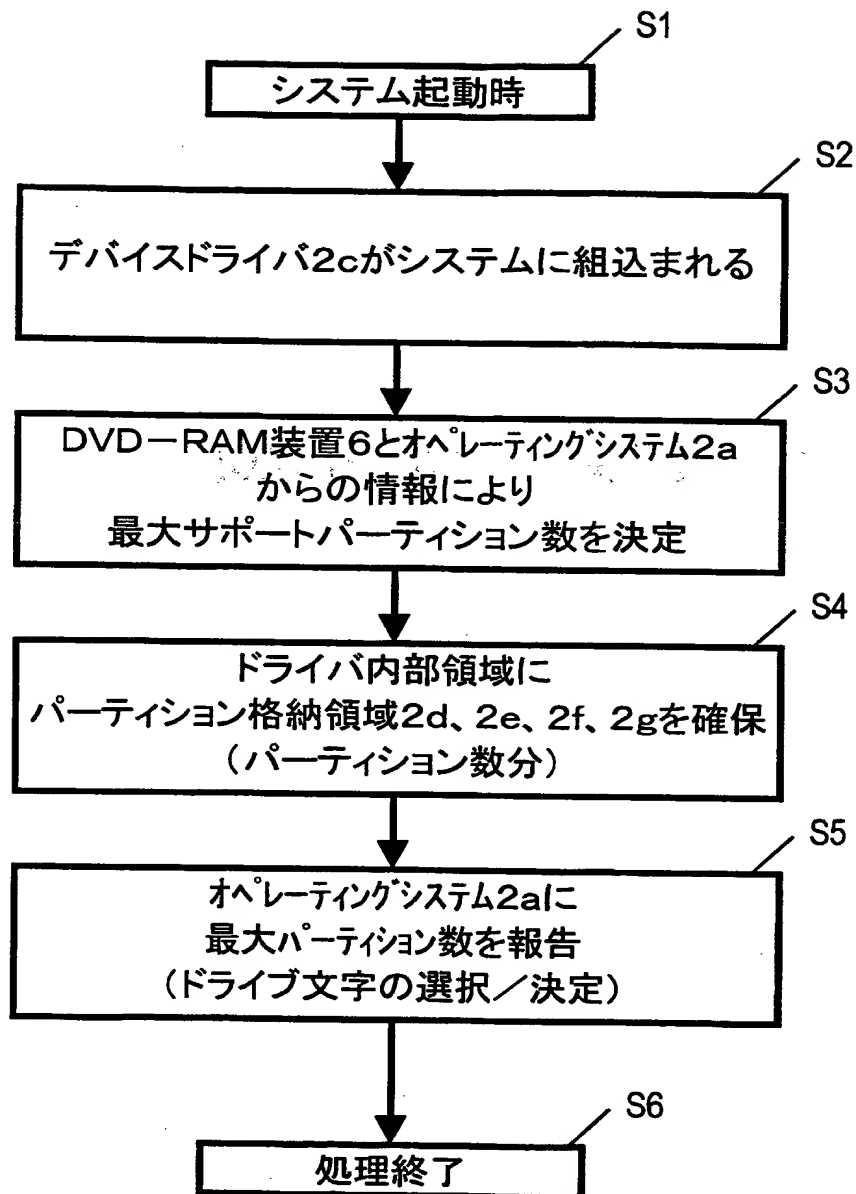 S1
システム起動時
S2
デバイスドライバ2cがシステムに組込まれる
S3
DVD－RAM装置6とオペレーティングシステム2a
からの情報により
最大サポートパーティション数を決定
S4
ドライバ内部領域に
パーティション格納領域2d、2e、2f、2gを確保
（パーティション数分）
S5
オペレーティングシステム2aに
最大パーティション数を報告
（ドライブ文字の選択／決定）
S6
処理終了